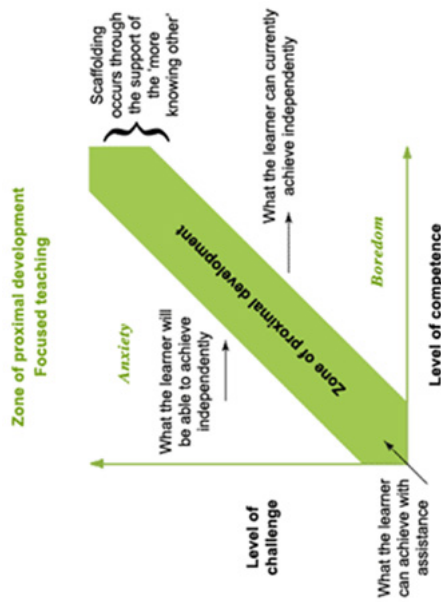 Zone of proximal development
Focused teaching
Scaffolding
occurs through
the support of
the 'more
knowing other'
Anxiety
What the learner will
be able to achieve
independently
Zone of proximal development
What the learner can currently
achieve independently
Boredom
Level of
challenge
Level of competence
What the learner
can achieve with
assistance